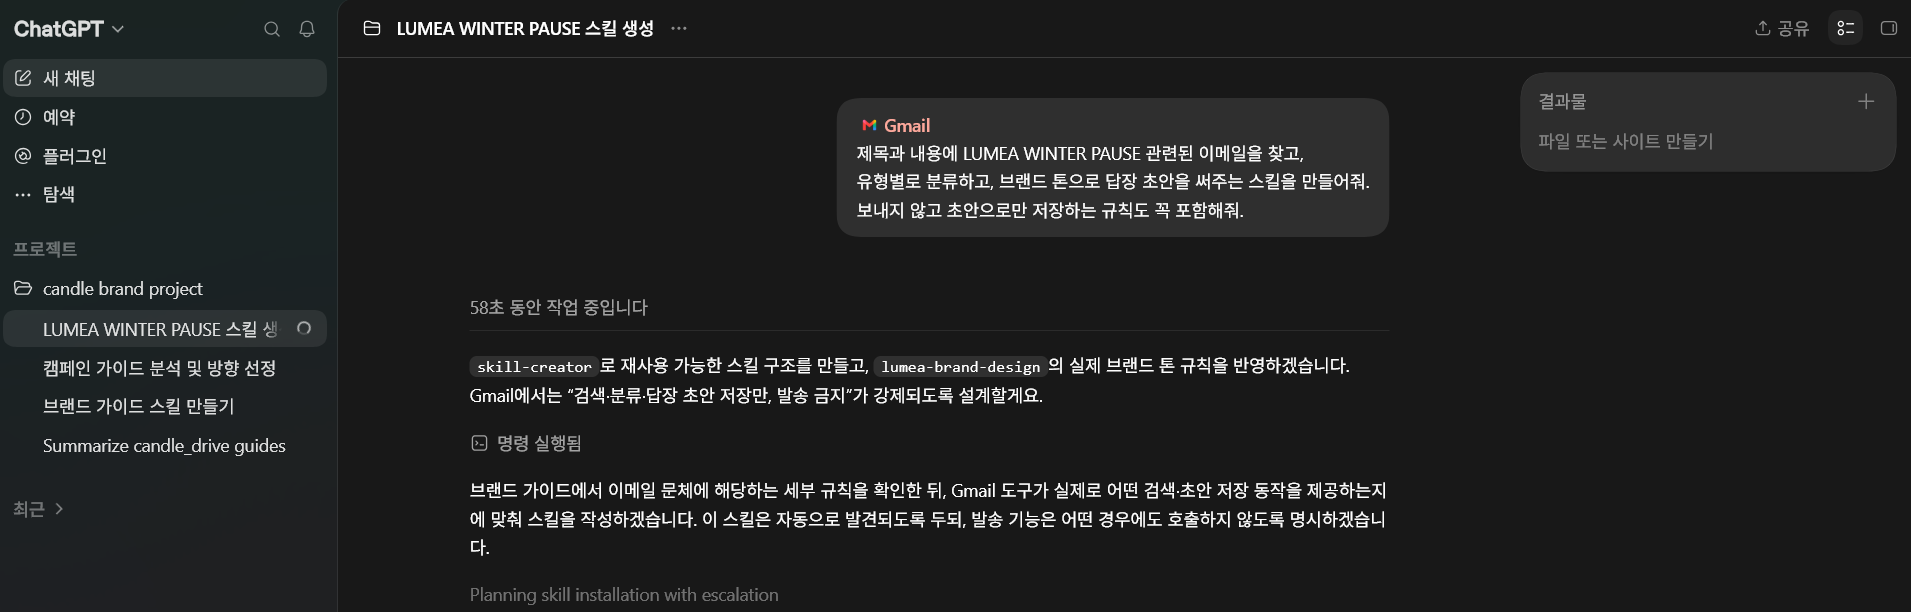 ChatGPT
새 채팅
예약
플러그인
탐색
프로젝트
candle brand project
LUMEA WINTER PAUSE 스킬 생
캠페인 가이드 분석 및 방향 선정
브랜드 가이드 스킬 만들기
Summarize candle_drive guides
최근
LUMEA WINTER PAUSE 스킬 생성
공유
Gmail
제목과 내용에 LUMEA WINTER PAUSE 관련된 이메일을 찾고,
유형별로 분류하고, 브랜드 톤으로 답장 초안을 써주는 스킬을 만들어줘.
보내지 않고 초안으로만 저장하는 규칙도 꼭 포함해줘.
58초 동안 작업 중입니다
skill-creator로 재사용 가능한 스킬 구조를 만들고, lumea-brand-design의 실제 브랜드 톤 규칙을 반영하겠습니다.
Gmail에서는 “검색·분류·답장 초안 저장만, 발송 금지”가 강제되도록 설계할게요.
명령 실행됨
브랜드 가이드에서 이메일 문체에 해당하는 세부 규칙을 확인한 뒤, Gmail 도구가 실제로 어떤 검색·초안 저장 동작을 제공하는지
에 맞춰 스킬을 작성하겠습니다. 이 스킬은 자동으로 발견되도록 두되, 발송 기능은 어떤 경우에도 호출하지 않도록 명시하겠습니
다.
Planning skill installation with escalation
결과물
파일 또는 사이트 만들기